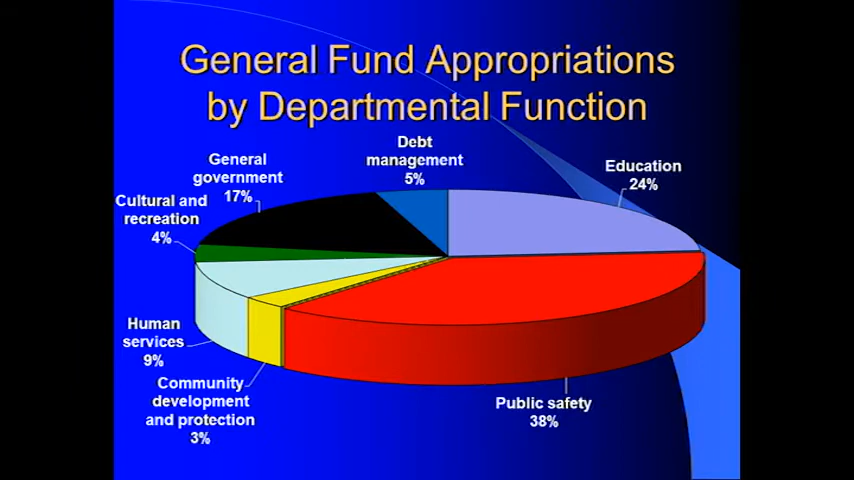 General Fund Appropriations
by Departmental Function
Debt
management
5%
Education
24%
General
government
17%
Cultural and
recreation
4%
Human
services
9%
Community
development
and protection
3%
Public safety
38%